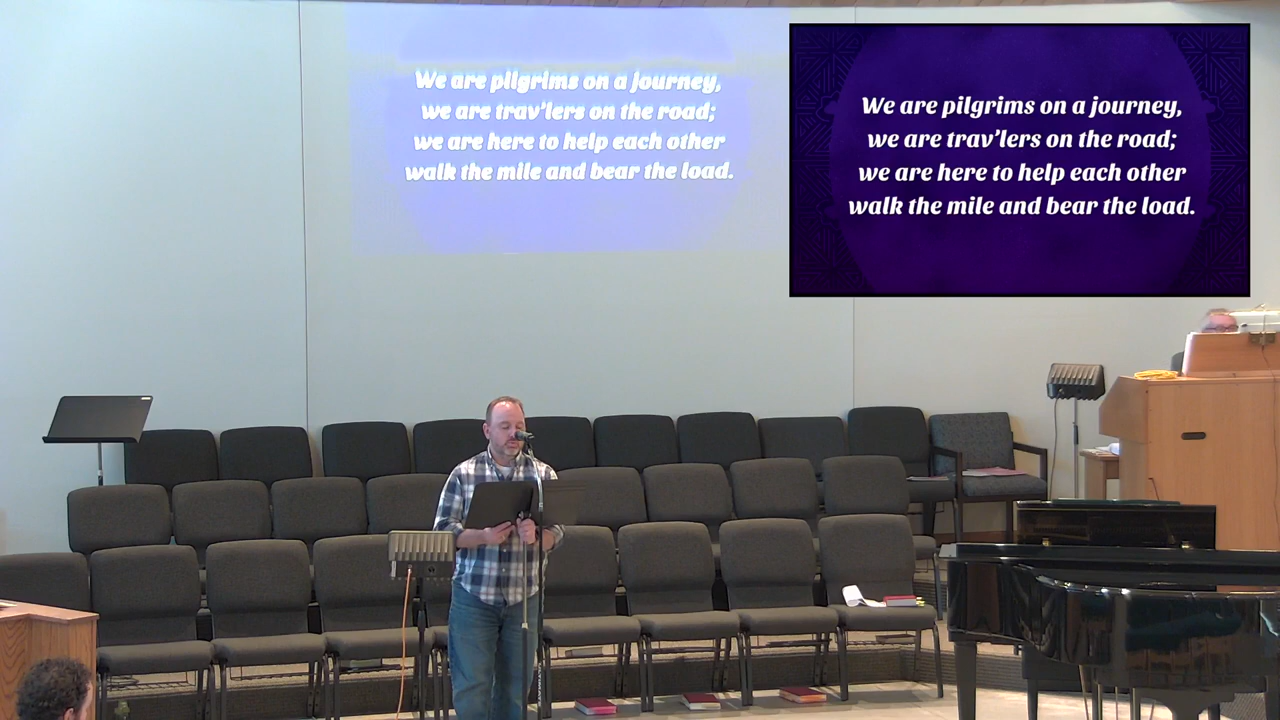 We are pilgrims on a journey,
we are trav'lers on the road;
we are here to help each other
walk the mile and bear the load.
We are pilgrims on a journey,
we are trav’lers on the road;
we are here to help each other
walk the mile and bear the load.